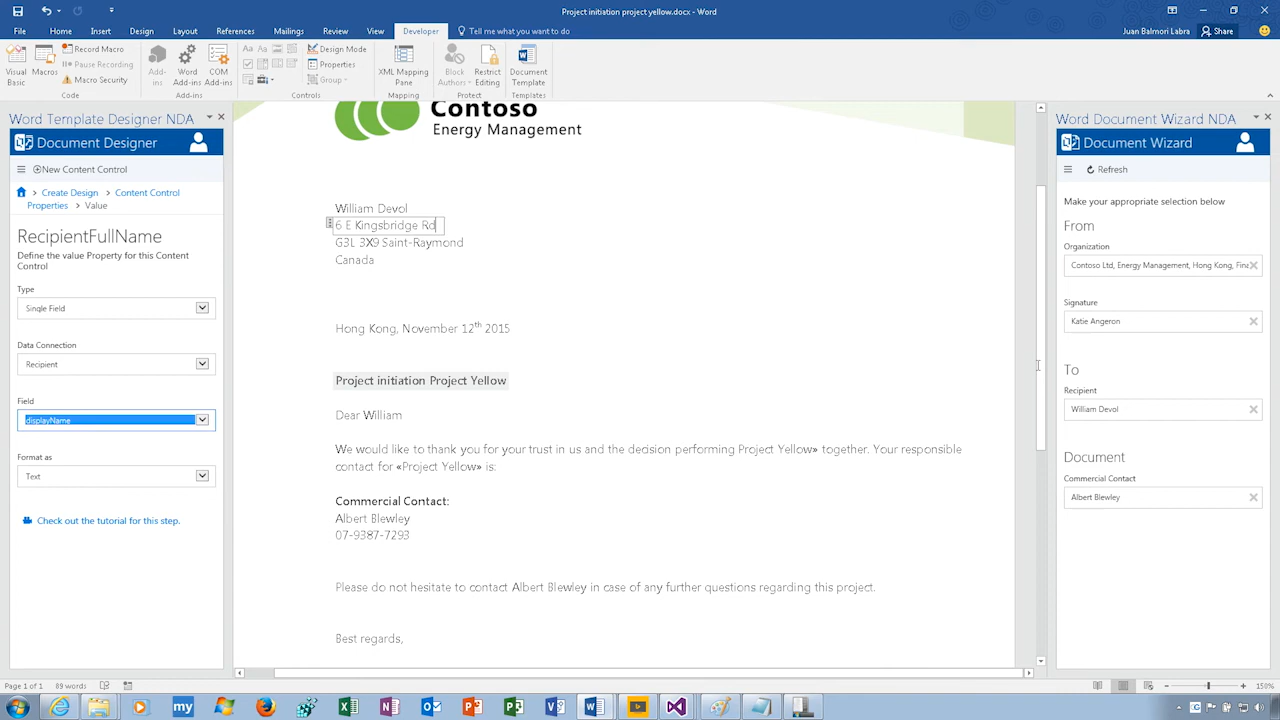 Project initiation project yellow.docx - Word
File
Home
Insert
Design
Layout
References
Mailings
Review
View
Developer
Tell me what you want to do
Juan Balmori Labra
Share
Visual Basic
Macros
Record Macro
Pause Recording
Macro Security
Code
Add-ins
Word Add-ins
COM Add-ins
Add-ins
Aa Aa
Design Mode
Properties
Group
Controls
XML Mapping Pane
Mapping
Block Authors
Restrict Editing
Protect
Document Template
Templates
Word Template Designer NDA
Document Designer
New Content Control
> Create Design > Content Control
Properties > Value
RecipientFullName
Define the value Property for this Content
Control
Type
Single Field
Data Connection
Recipient
Field
displayName
Format as
Text
Check out the tutorial for this step.
Contoso
Energy Management
William Devol
6 E Kingsbridge Rd
G3L 3X9 Saint-Raymond
Canada
Hong Kong, November 12th 2015
Project initiation Project Yellow
Dear William
We would like to thank you for your trust in us and the decision performing Project Yellow» together. Your responsible
contact for «Project Yellow» is:
Commercial Contact:
Albert Blewley
07-9387-7293
Please do not hesitate to contact Albert Blewley in case of any further questions regarding this project.
Best regards,
Word Document Wizard NDA
Document Wizard
Refresh
Make your appropriate selection below
From
Organization
Contoso Ltd, Energy Management, Hong Kong, Fina
Signature
Katie Angeron
To
Recipient
William Devol
Document
Commercial Contact
Albert Blewley
Page 1 of 1
89 words
150%
my